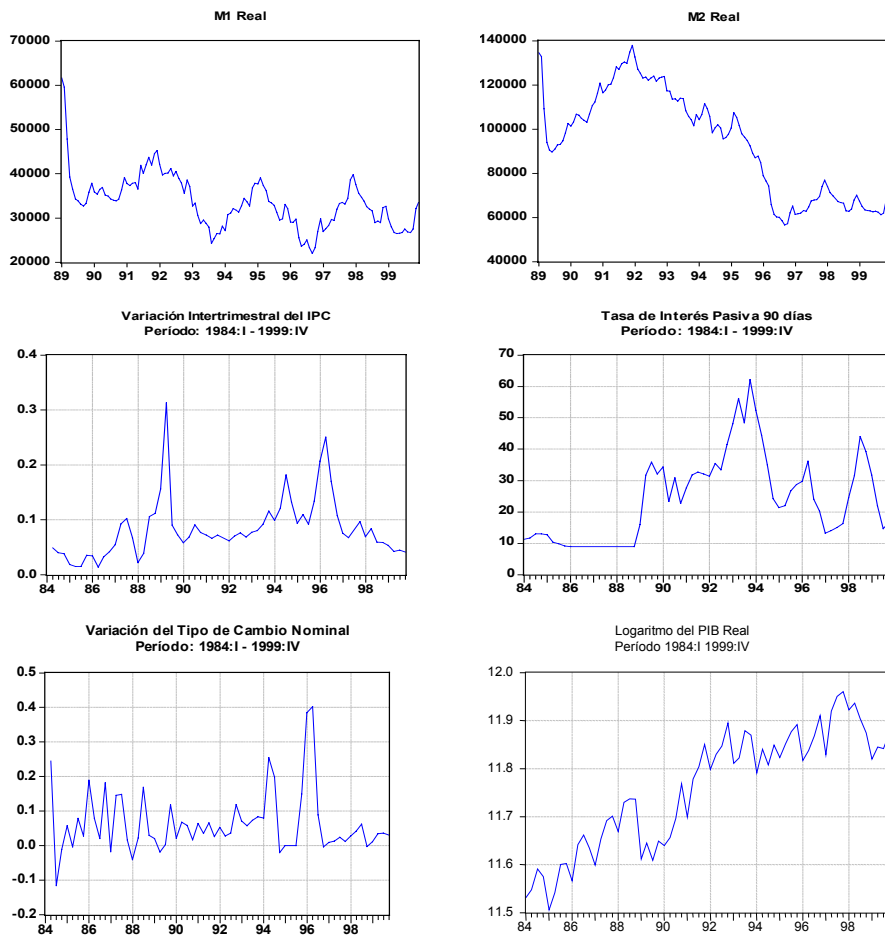 M1 Real
70000
60000
50000
40000
30000
20000
89 90 91 92 93 94 95 96 97 98 99
M2 Real
140000
120000
100000
80000
60000
40000
89 90 91 92 93 94 95 96 97 98 99
Variación Intertrimestral del IPC
Período: 1984:I - 1999:IV
0.4
0.3
0.2
0.1
0.0
84 86 88 90 92 94 96 98
Tasa de Interés Pasiva 90 días
Período: 1984:I - 1999:IV
70
60
50
40
30
20
10
0
84 86 88 90 92 94 96 98
Variación del Tipo de Cambio Nominal
Período: 1984:I - 1999:IV
0.5
0.4
0.3
0.2
0.1
0.0
-0.1
-0.2
84 86 88 90 92 94 96 98
Logaritmo del PIB Real
Período 1984:I 1999:IV
12.0
11.9
11.8
11.7
11.6
11.5
84 86 88 90 92 94 96 98